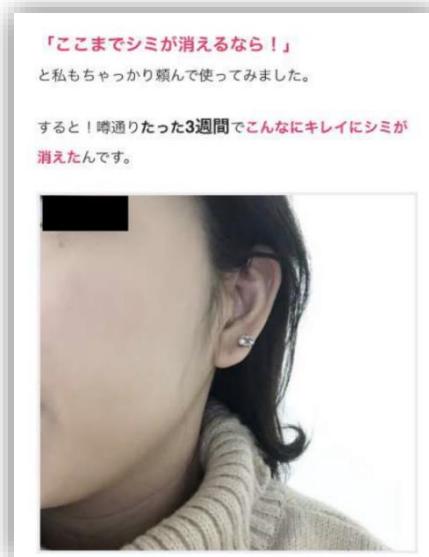 「ここまでシミが消えるなら！」
と私もちゃっかり頼んで使ってみました。
すると！噂通りたった3週間でこんなにキレイにシミが
消えたんです。